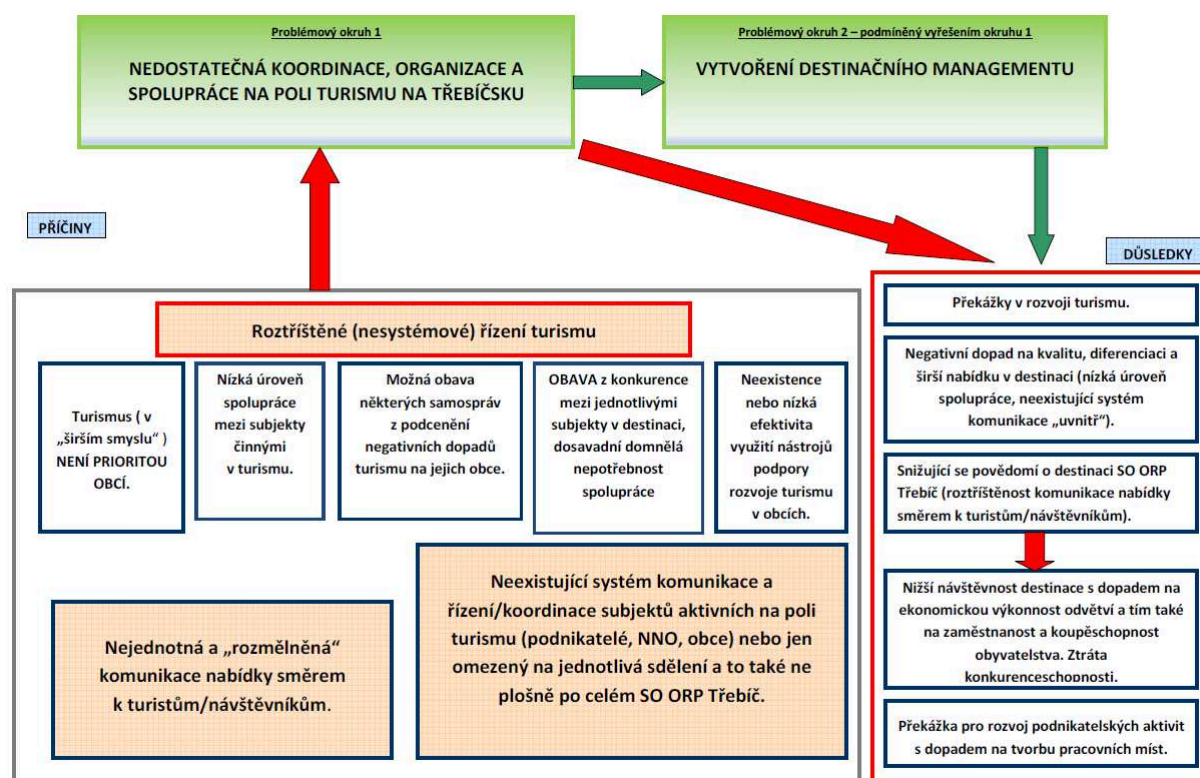 Problémový okruh 1
NEDOSTATEČNÁ KOORDINACE, ORGANIZACE A
SPOLUPRÁCE NA POLI TURISMU NA TŘEBÍČSKU
Problémový okruh 2 – podmíněný vyřešením okruhu 1
VYTVOŘENÍ DESTINAČNÍHO MANAGEMENTU
PŘÍČINY
DŮSLEDKY
Roztříštěné (nesystémové) řízení turismu
Turismus ( v
„širším smyslu“ )
NENÍ PRIORITOU
OBCÍ.
Nízká úroveň
spolupráce
mezi subjekty
činnými
v turismu.
Možná obava
některých samospráv
z podcenění
negativních dopadů
turismu na jejich obce.
OBAVA z konkurence
mezi jednotlivými
subjekty v destinaci,
dosavadní domnělá
nepotřebnost
spolupráce
Neexistence
nebo nízká
efektivita
využití nástrojů
podpory
rozvoje turismu
v obcích.
Nejednotná a „rozmělněná“
komunikace nabídky směrem
k turistům/návštěvníkům.
Neexistující systém komunikace a
řízení/koordinace subjektů aktivních na poli
turismu (podnikatelé, NNO, obce) nebo jen
omezený na jednotlivá sdělení a to také ne
plošně po celém SO ORP Třebíč.
Překážky v rozvoji turismu.
Negativní dopad na kvalitu, diferenciaci a
širší nabídku v destinaci (nízká úroveň
spolupráce, neexistující systém
komunikace „uvnitř“).
Snižující se povědomí o destinaci SO ORP
Třebíč (roztříštěnost komunikace nabídky
směrem k turistům/návštěvníkům).
Nižší návštěvnost destinace s dopadem na
ekonomickou výkonnost odvětví a tím také
na zaměstnanost a koupěschopnost
obyvatelstva. Ztráta
konkurenceschopnosti.
Překážka pro rozvoj podnikatelských aktivit
s dopadem na tvorbu pracovních míst.